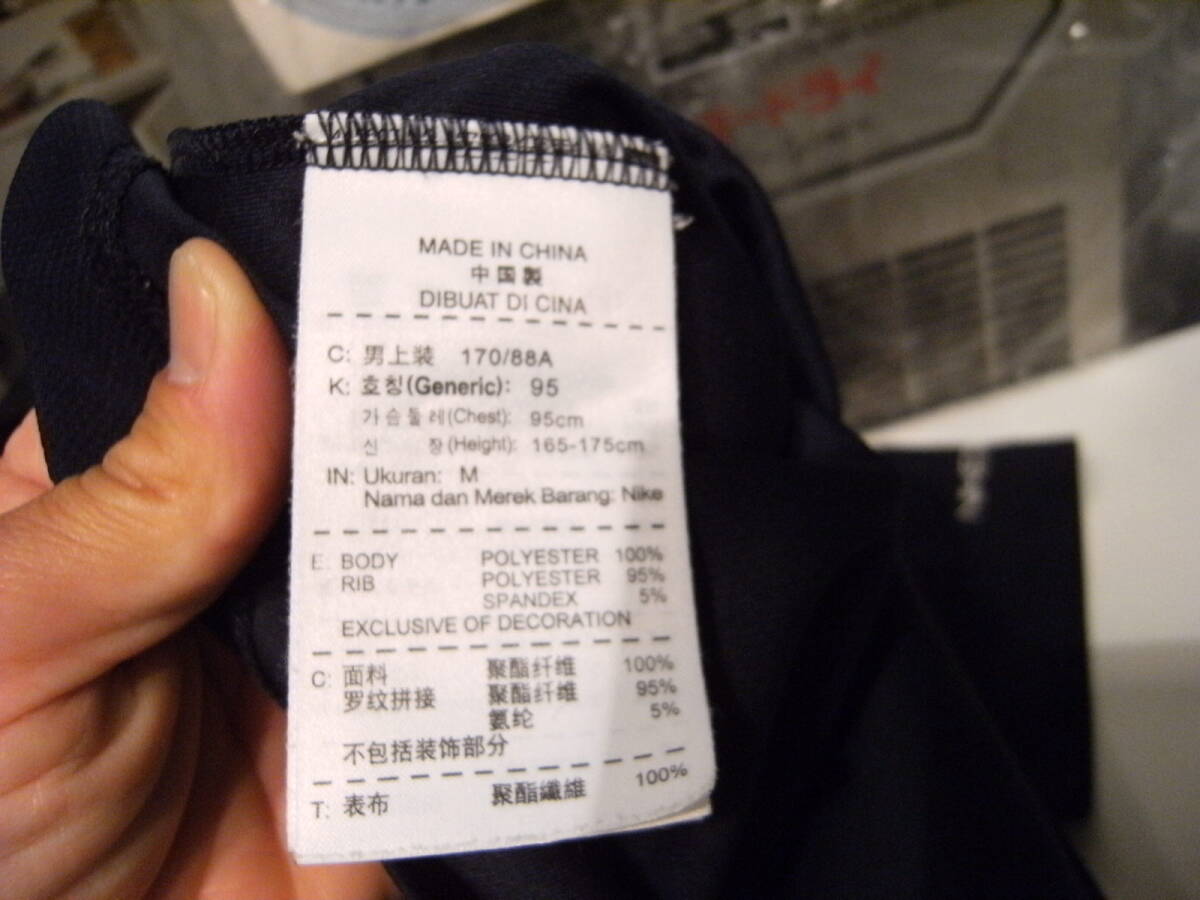 MADE IN CHINA
中国製
DIBUAT DI CINA
C: 男上装 170/88A
K: 호칭(Generic): 95
가슴둘레(Chest): 95cm
신 장(Height): 165-175cm
IN: Ukuran: M
Nama dan Merek Barang: Nike
E: BODY POLYESTER 100%
RIB POLYESTER 95%
SPANDEX 5%
EXCLUSIVE OF DECORATION
C: 面料 聚酯纤维 100%
罗纹拼接 聚酯纤维 95%
氨纶 5%
不包括装饰部分
T: 表布 聚酯纖維 100%